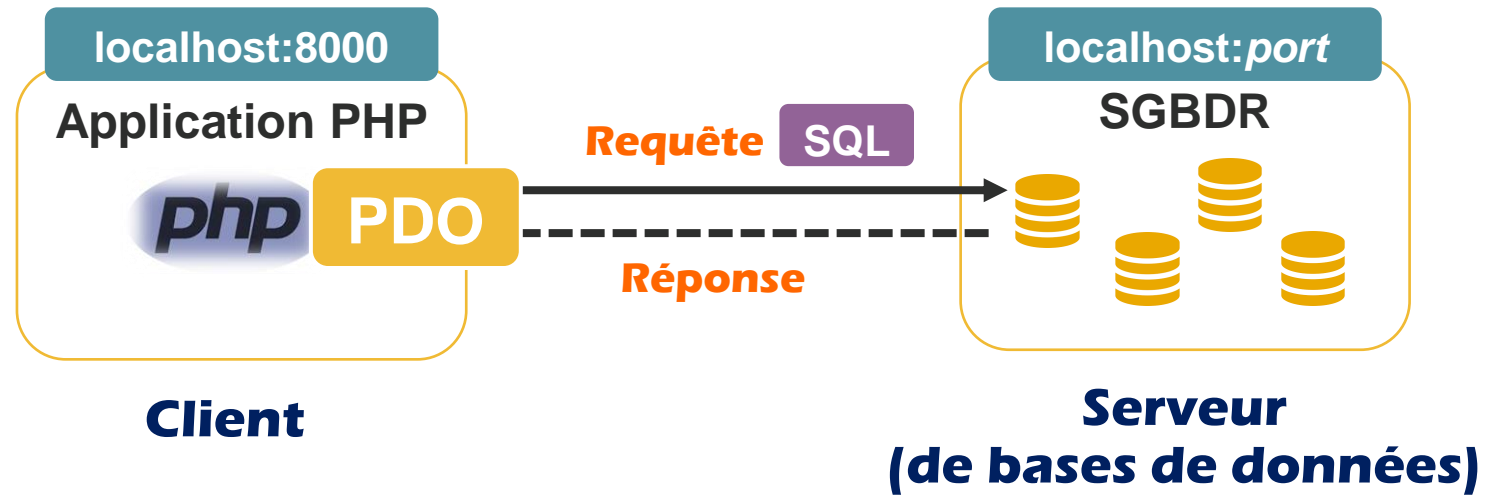 localhost:8000
Application PHP
php
PDO
Client
Requête SQL
Réponse
localhost:port
SGBDR
Serveur
(de bases de données)